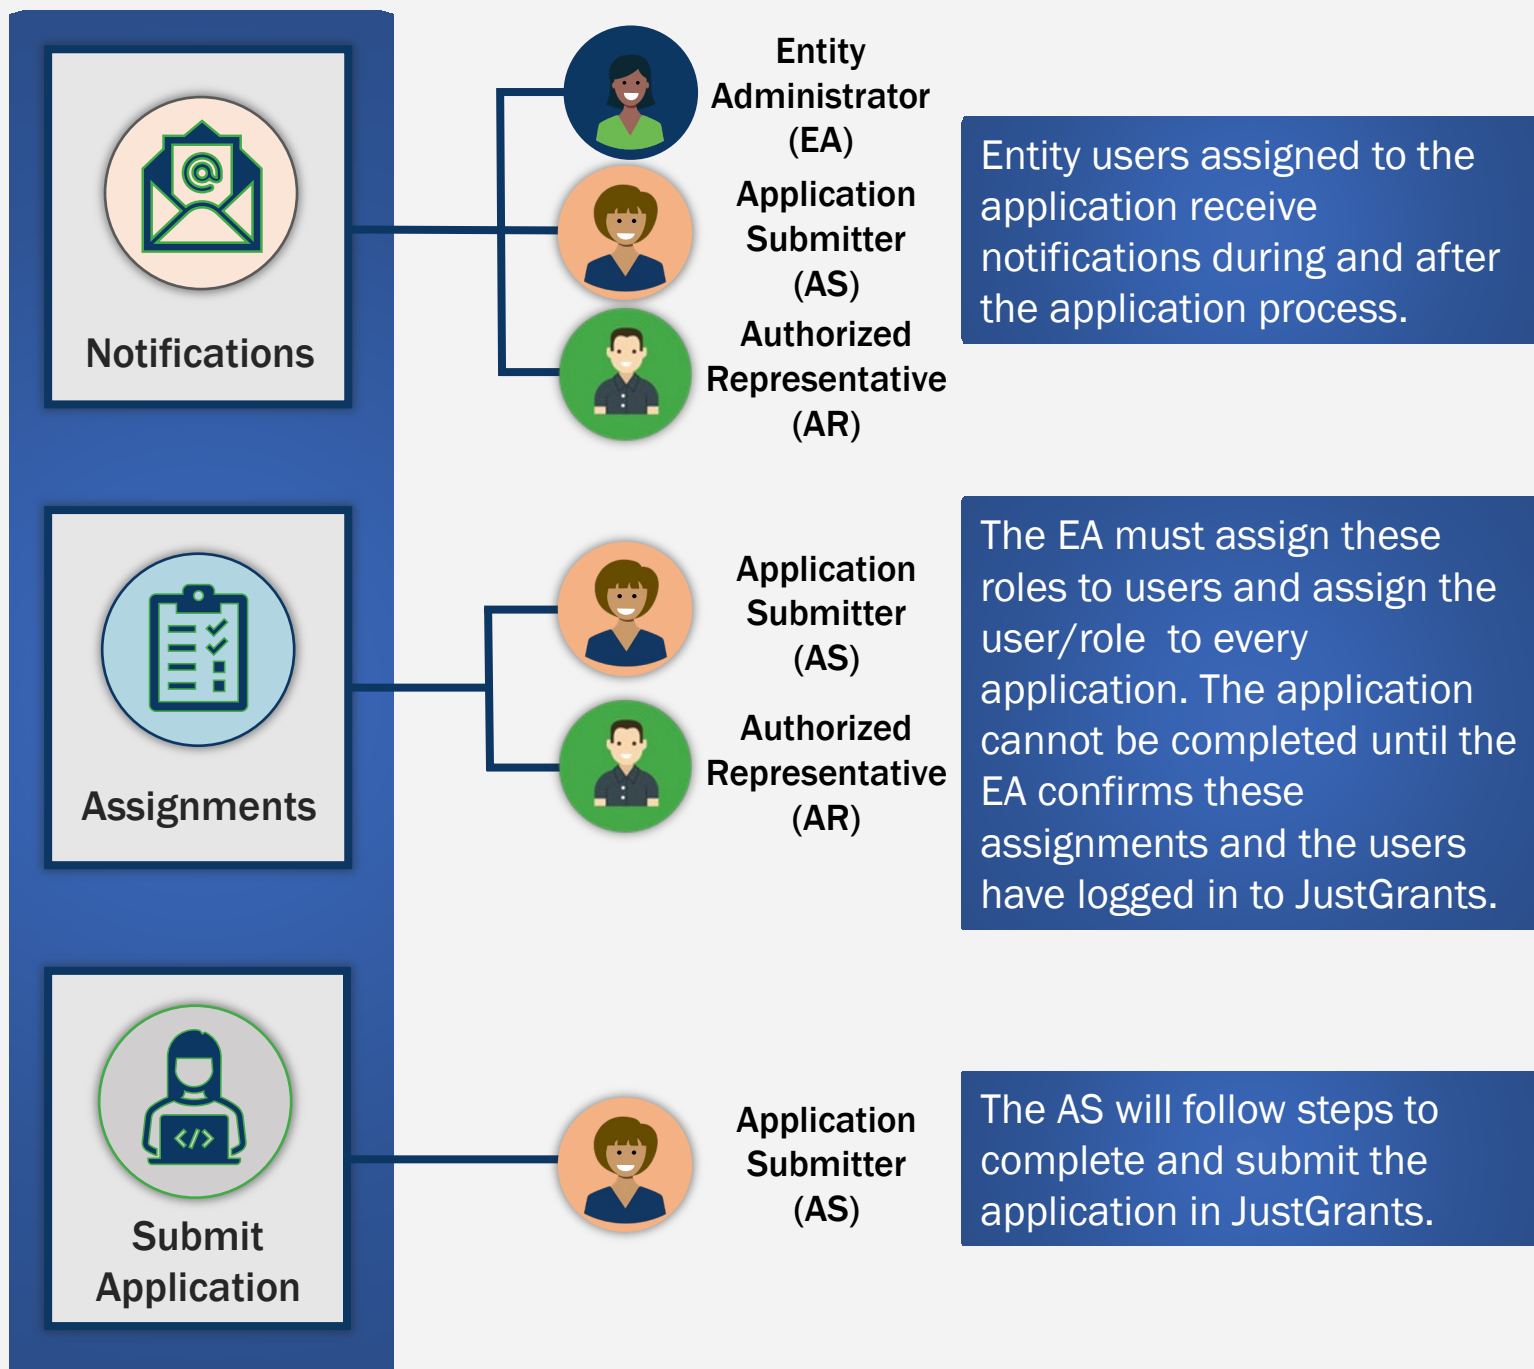 Notifications
Entity
Administrator
(EA)
Application
Submitter
(AS)
Authorized
Representative
(AR)
Entity users assigned to the
application receive
notifications during and after
the application process.
Assignments
Application
Submitter
(AS)
Authorized
Representative
(AR)
The EA must assign these
roles to users and assign the
user/role  to every
application. The application
cannot be completed until the
EA confirms these
assignments and the users
have logged in to JustGrants.
Submit
Application
Application
Submitter
(AS)
The AS will follow steps to
complete and submit the
application in JustGrants.